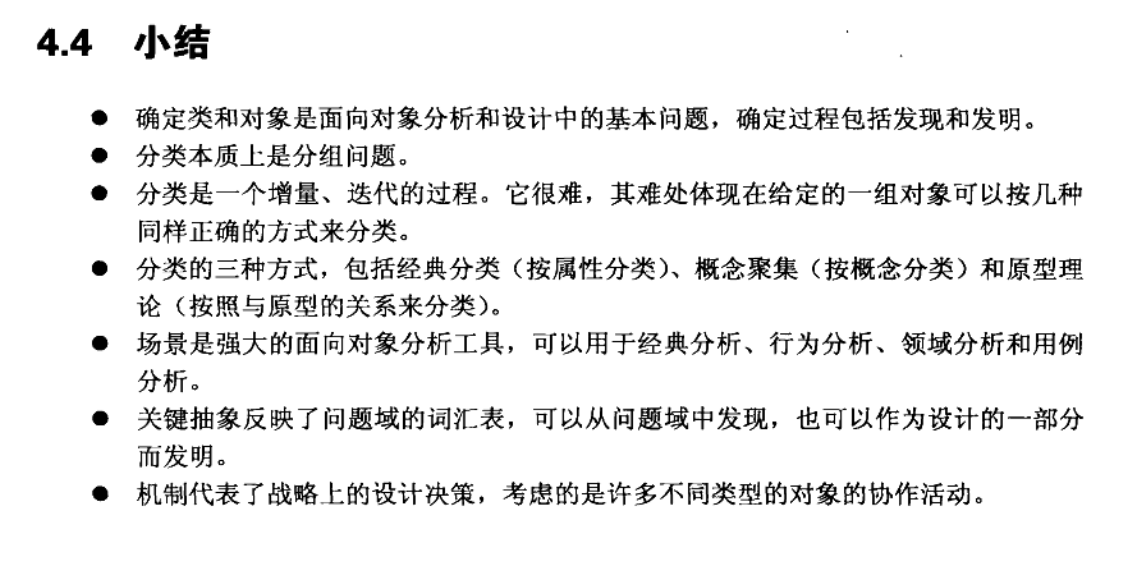 4.4 小结
● 确定类和对象是面向对象分析和设计中的基本问题，确定过程包括发现和发明。
● 分类本质上是分组问题。
● 分类是一个增量、迭代的过程。它很难，其难处体现在给定的一组对象可以按几种
同样正确的方式来分类。
● 分类的三种方式，包括经典分类（按属性分类）、概念聚集（按概念分类）和原型理
论（按照与原型的关系来分类）。
● 场景是强大的面向对象分析工具，可以用于经典分析、行为分析、领域分析和用例
分析。
● 关键抽象反映了问题域的词汇表，可以从问题域中发现，也可以作为设计的一部分
而发明。
● 机制代表了战略上的设计决策，考虑的是许多不同类型的对象的协作活动。